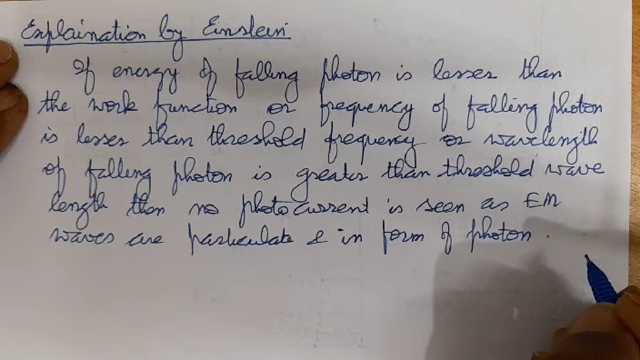 Explaination by Einstein:
If energy of falling photon is lesser than
the work function or frequency of falling photon
is lesser than threshold frequency or wavelength
of falling photon is greater than threshold wave
length then no photocurrent is seen as EM
waves are particulate & in form of photon.